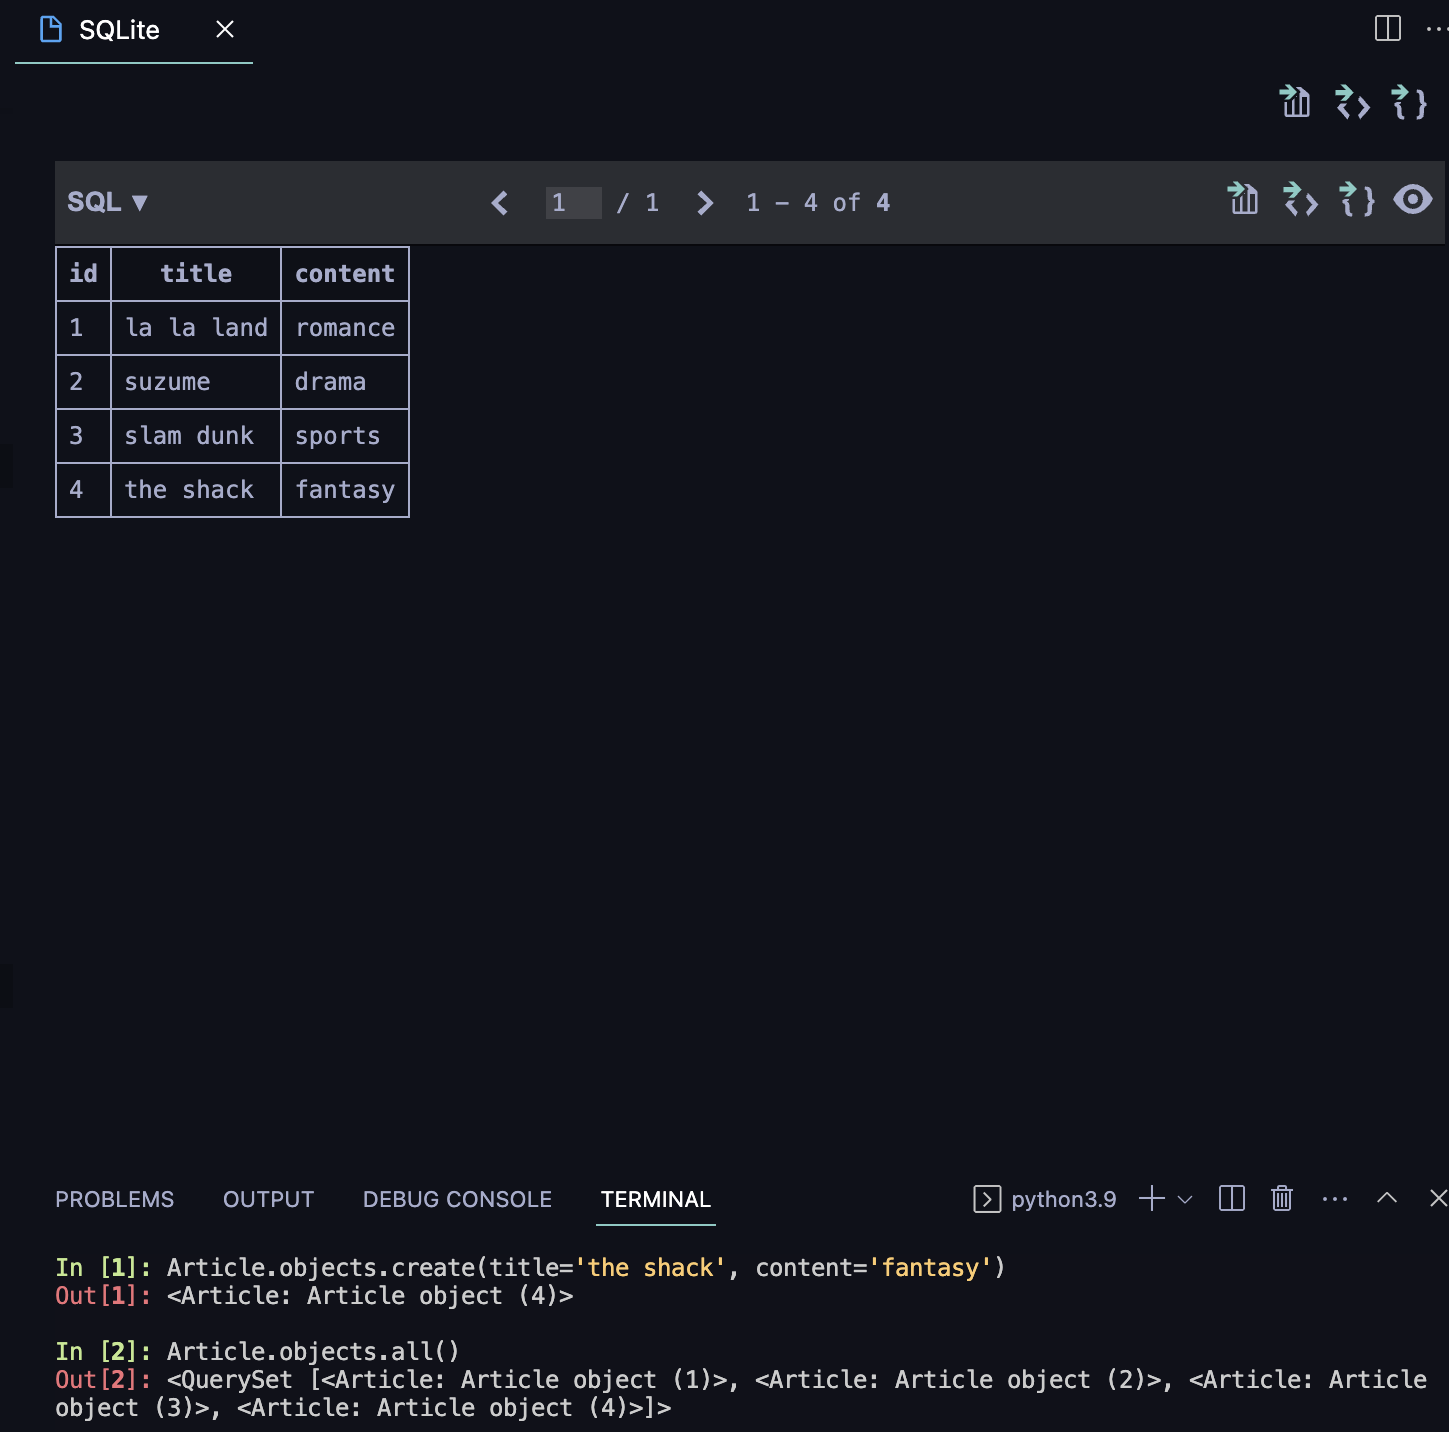 SQLite
SQL ▼ 1 / 1 1 – 4 of 4
id title content
1 la la land romance
2 suzume drama
3 slam dunk sports
4 the shack fantasy
PROBLEMS OUTPUT DEBUG CONSOLE TERMINAL python3.9
In [1]: Article.objects.create(title='the shack', content='fantasy')
Out[1]: <Article: Article object (4)>
In [2]: Article.objects.all()
Out[2]: <QuerySet [<Article: Article object (1)>, <Article: Article object (2)>, <Article: Article
object (3)>, <Article: Article object (4)>]>